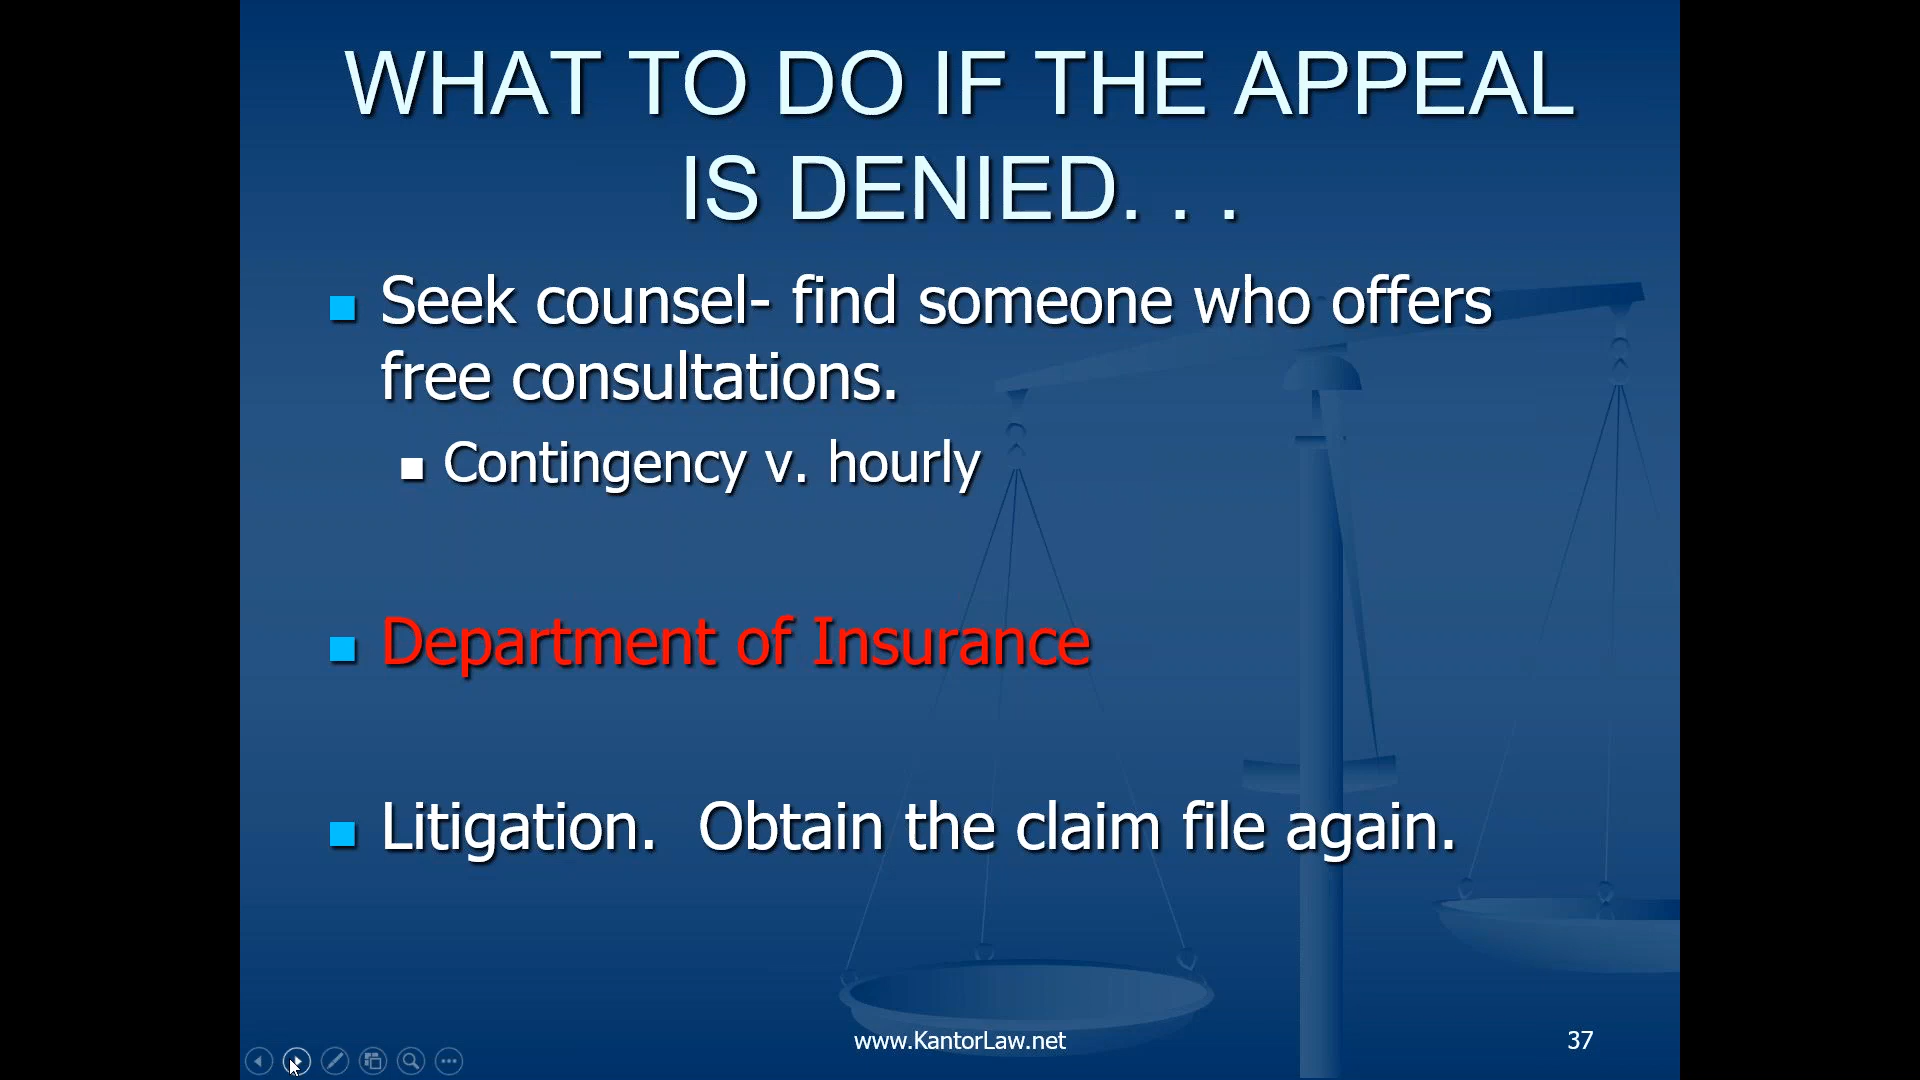 WHAT TO DO IF THE APPEAL
IS DENIED. . .
Seek counsel- find someone who offers
free consultations.
Contingency v. hourly
Department of Insurance
Litigation.  Obtain the claim file again.
www.KantorLaw.net
37